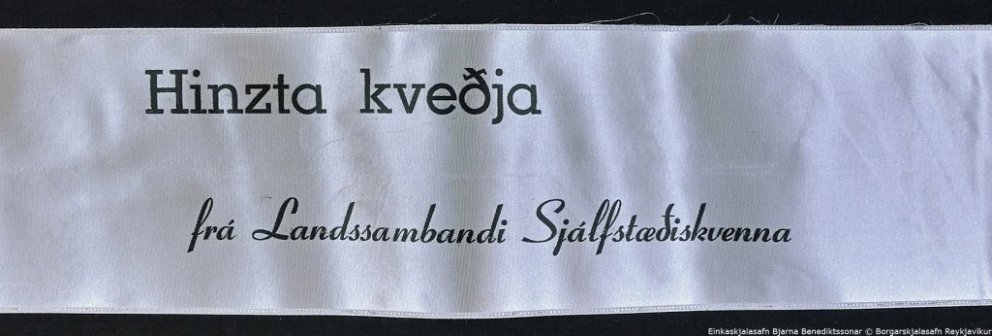 Hinzta kveðja
frá Landssambandi Sjálfstæðiskvenna
Einkaskjalasafn Bjarna Benediktssonar © Borgarskjalasafn Reykjavíkur